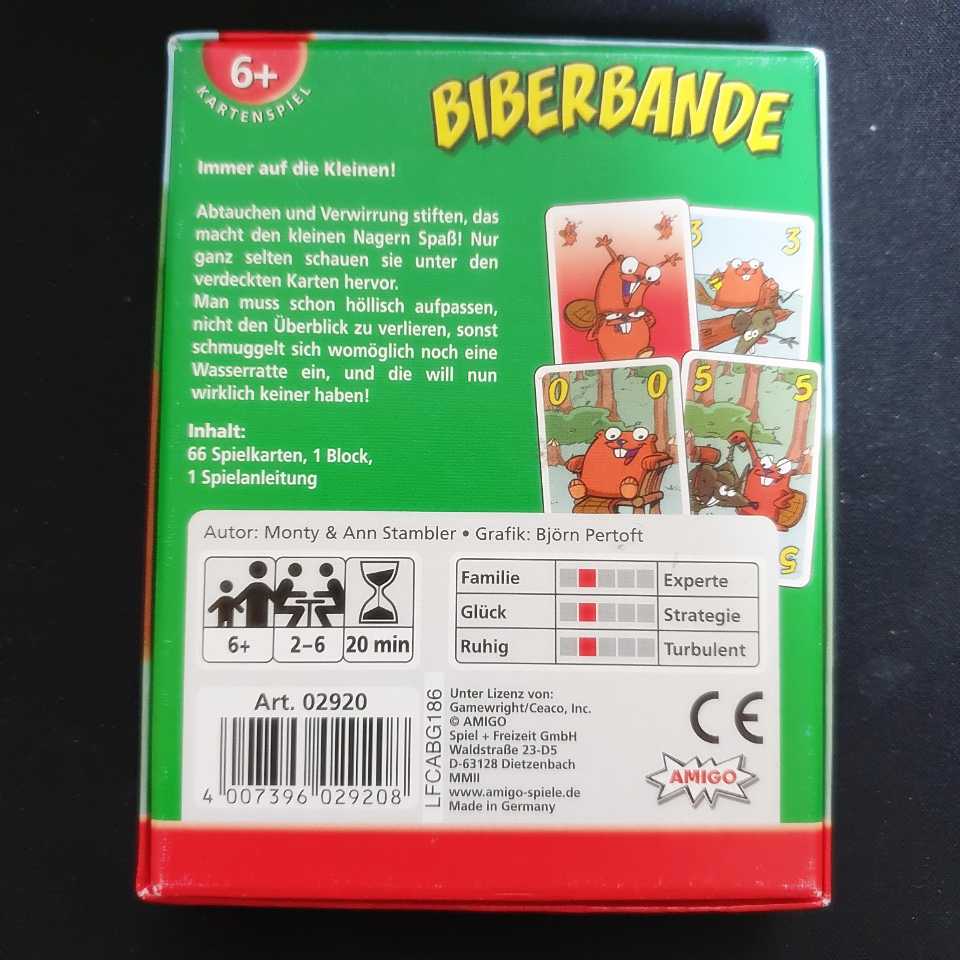 6+
KARTENSPIEL
BIBERBANDE
Immer auf die Kleinen!
Abtauchen und Verwirrung stiften, das
macht den kleinen Nagern Spaß! Nur
ganz selten schauen sie unter den
verdeckten Karten hervor.
Man muss schon höllisch aufpassen,
nicht den Überblick zu verlieren, sonst
schmuggelt sich womöglich noch eine
Wasserratte ein, und die will nun
wirklich keiner haben!
Inhalt:
66 Spielkarten, 1 Block,
1 Spielanleitung
3 3
0 0
5 5
5
Autor: Monty & Ann Stambler • Grafik: Björn Pertoft
6+ 2–6 20 min
Familie Experte
Glück Strategie
Ruhig Turbulent
Art. 02920
4 007396 029208
LFCABG186
Unter Lizenz von:
Gamewright/Ceaco, Inc.
© AMIGO
Spiel + Freizeit GmbH
Waldstraße 23-D5
D-63128 Dietzenbach
MMII
www.amigo-spiele.de
Made in Germany
CE
AMIGO